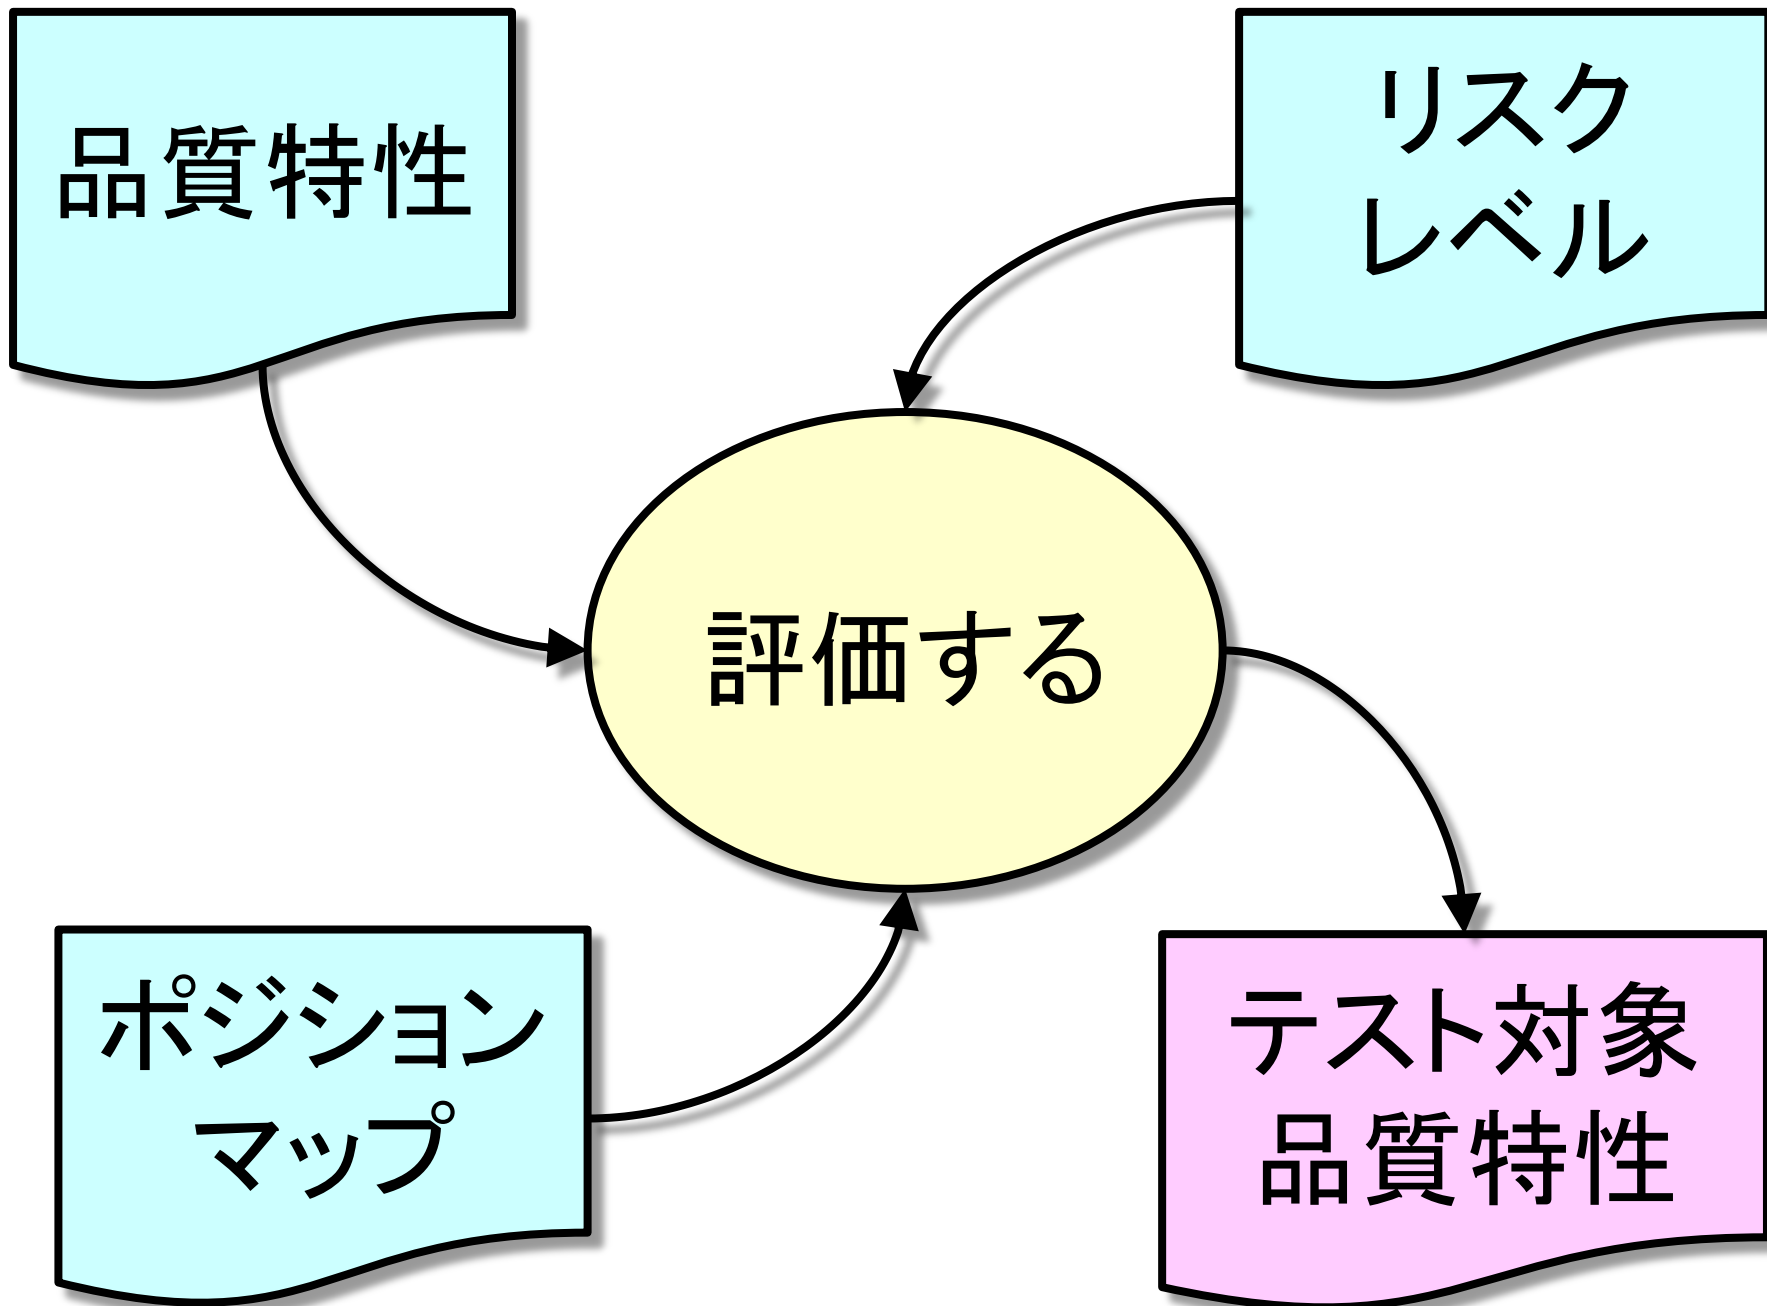 品質特性
リスク
レベル
評価する
ポジション
マップ
テスト対象
品質特性